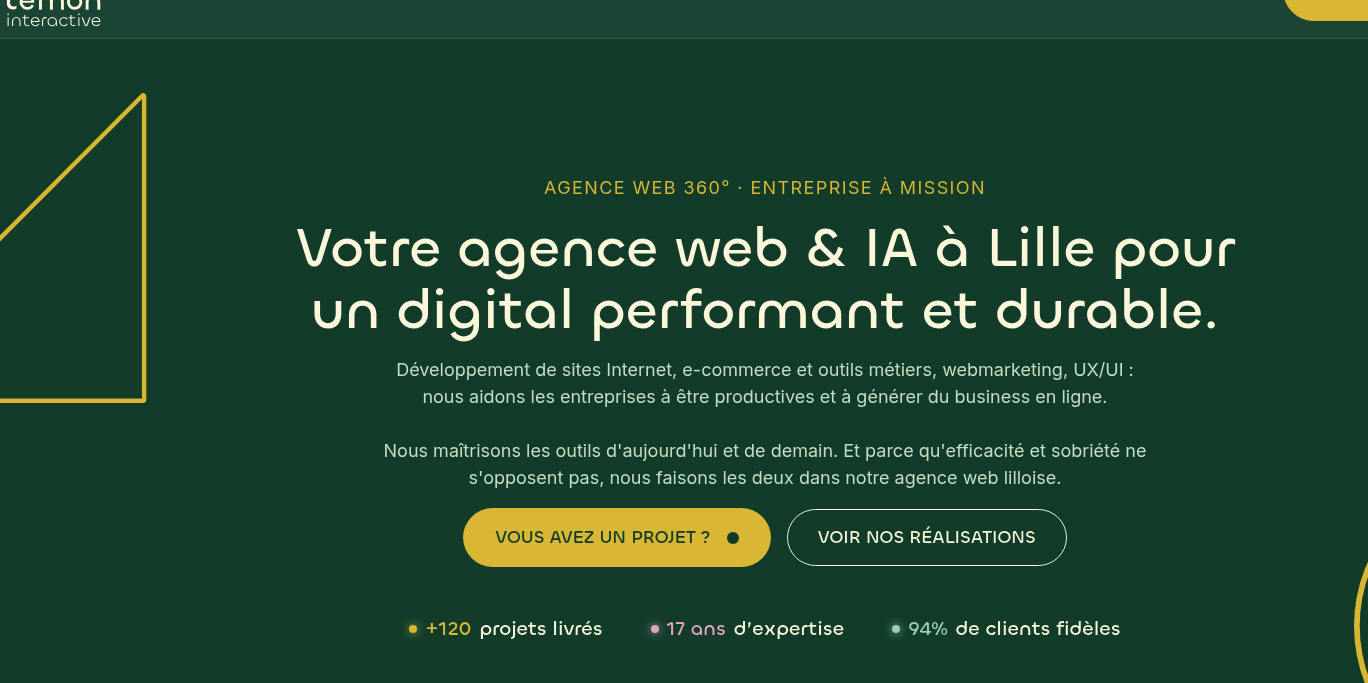 interactive
AGENCE WEB 360° · ENTREPRISE À MISSION
Votre agence web & IA à Lille pour
un digital performant et durable.
Développement de sites Internet, e-commerce et outils métiers, webmarketing, UX/UI :
nous aidons les entreprises à être productives et à générer du business en ligne.
Nous maîtrisons les outils d'aujourd'hui et de demain. Et parce qu'efficacité et sobriété ne
s'opposent pas, nous faisons les deux dans notre agence web lilloise.
VOUS AVEZ UN PROJET ?
VOIR NOS RÉALISATIONS
+120 projets livrés
17 ans d’expertise
94% de clients fidèles